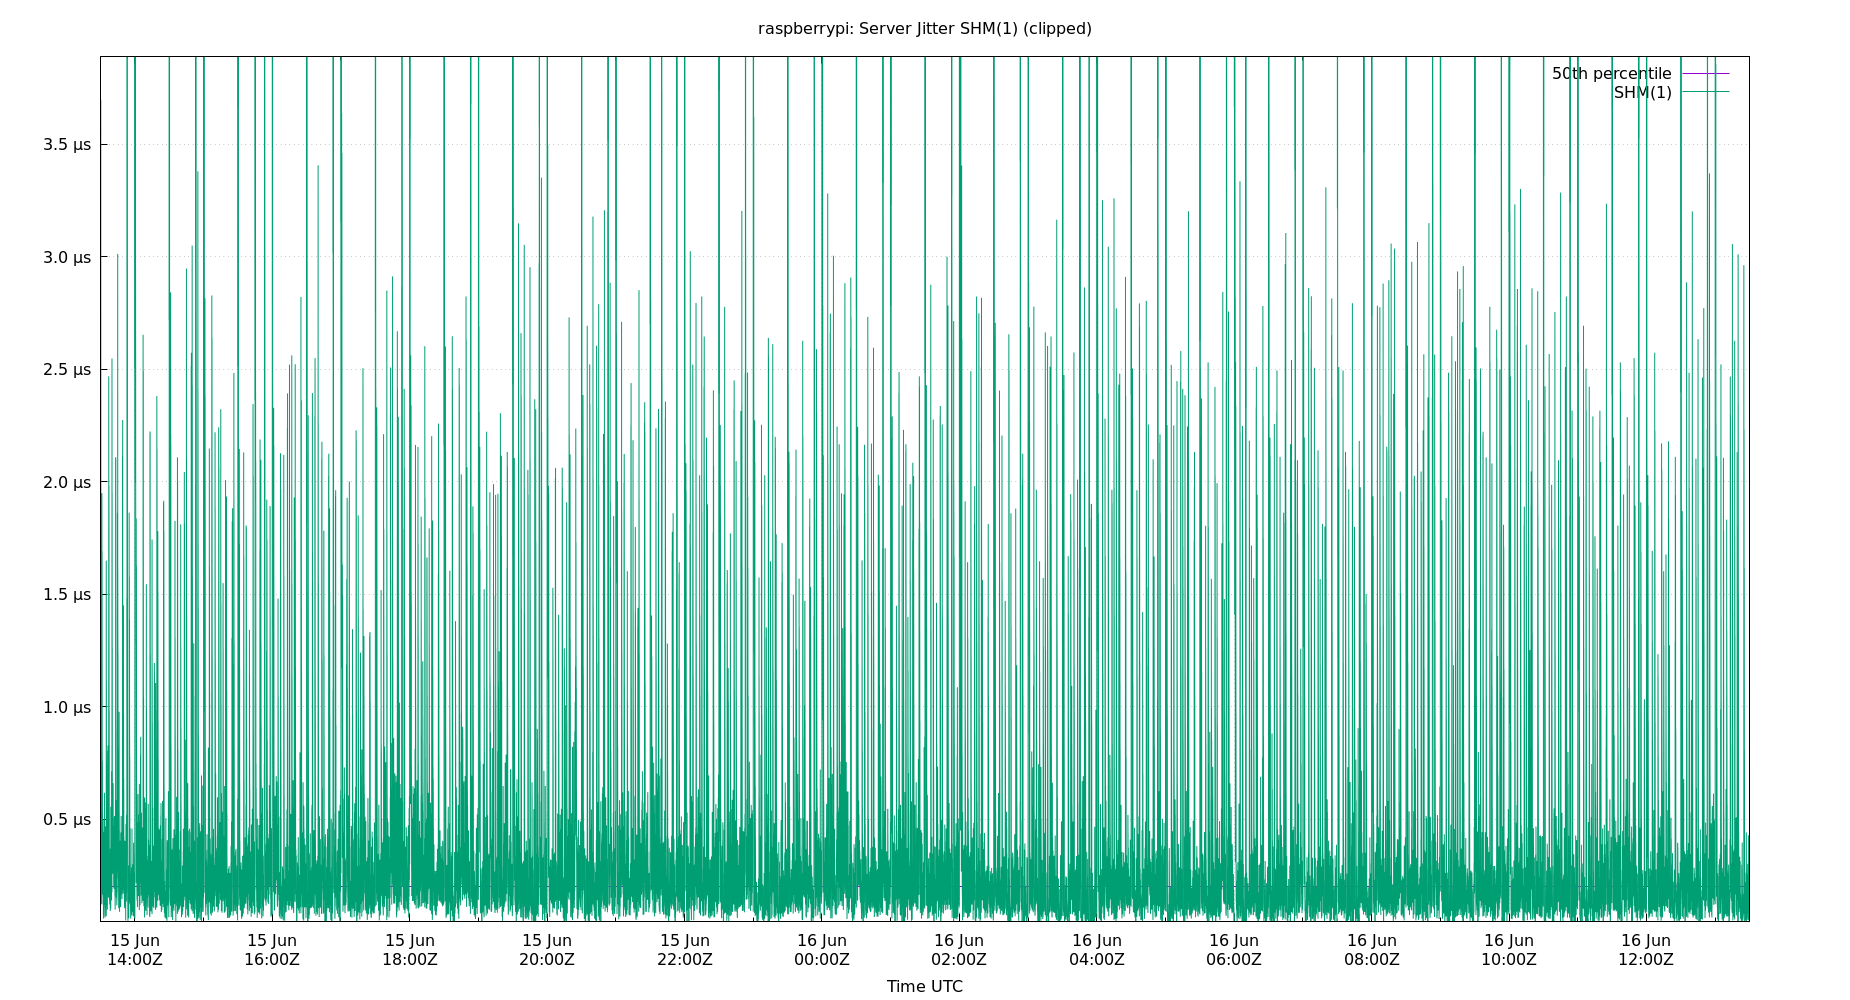 raspberrypi: Server Jitter SHM(1) (clipped)
50th percentile
SHM(1)
3.5 µs
3.0 µs
2.5 µs
2.0 µs
1.5 µs
1.0 µs
0.5 µs
15 Jun 15 Jun 15 Jun 15 Jun 15 Jun 16 Jun 16 Jun 16 Jun 16 Jun 16 Jun 16 Jun 16 Jun
14:00Z 16:00Z 18:00Z 20:00Z 22:00Z 00:00Z 02:00Z 04:00Z 06:00Z 08:00Z 10:00Z 12:00Z
Time UTC